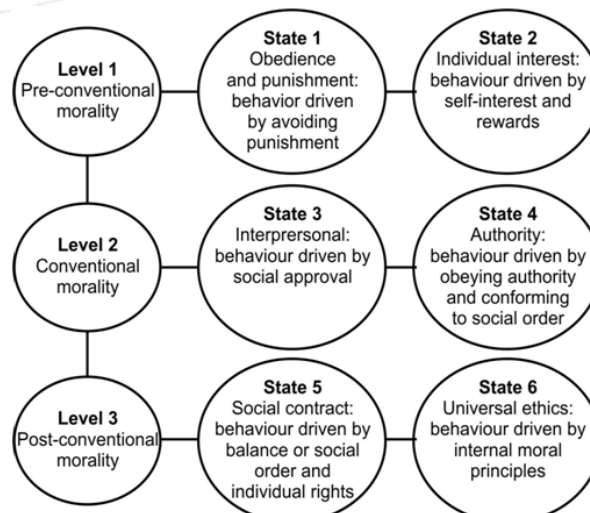 Level 1
Pre-conventional
morality
State 1
Obedience
and punishment:
behavior driven
by avoiding
punishment
State 2
Individual interest:
behaviour driven by
self-interest and
rewards
Level 2
Conventional
morality
State 3
Interprersonal:
behaviour driven by
social approval
State 4
Authority:
behaviour driven by
obeying authority
and conforming
to social order
Level 3
Post-conventional
morality
State 5
Social contract:
behaviour driven by
balance or social
order and
individual rights
State 6
Universal ethics:
behaviour driven by
internal moral
principles